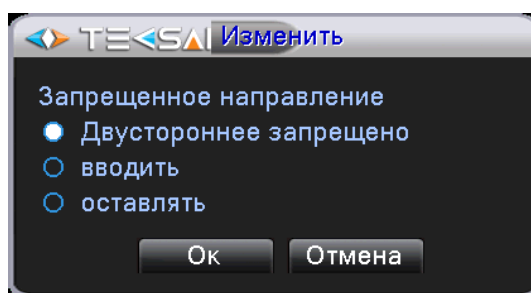 TEKSAI Изменить
Запрещенное направление
Двустороннее запрещено
вводить
оставлять
Ок Отмена